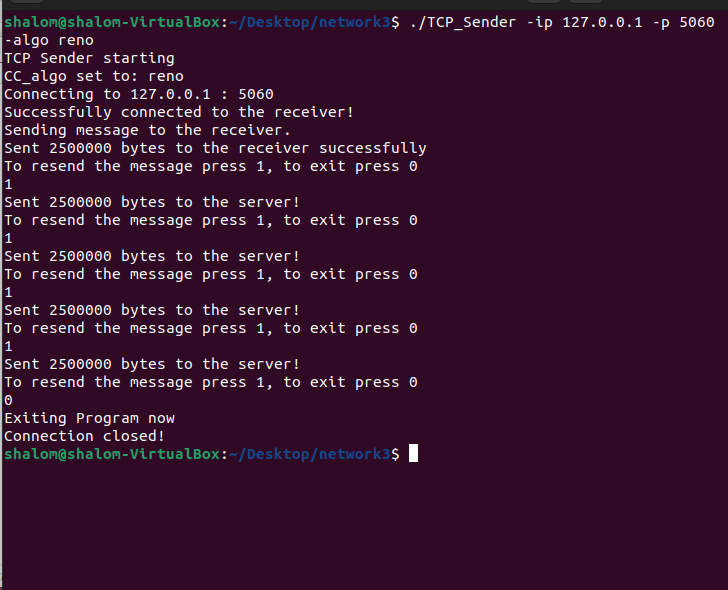 shalom@shalom-VirtualBox:~/Desktop/network3$ ./TCP_Sender -ip 127.0.0.1 -p 5060
-algo reno
TCP Sender starting
CC_algo set to: reno
Connecting to 127.0.0.1 : 5060
Successfully connected to the receiver!
Sending message to the receiver.
Sent 2500000 bytes to the receiver successfully
To resend the message press 1, to exit press 0
1
Sent 2500000 bytes to the server!
To resend the message press 1, to exit press 0
1
Sent 2500000 bytes to the server!
To resend the message press 1, to exit press 0
1
Sent 2500000 bytes to the server!
To resend the message press 1, to exit press 0
1
Sent 2500000 bytes to the server!
To resend the message press 1, to exit press 0
0
Exiting Program now
Connection closed!
shalom@shalom-VirtualBox:~/Desktop/network3$